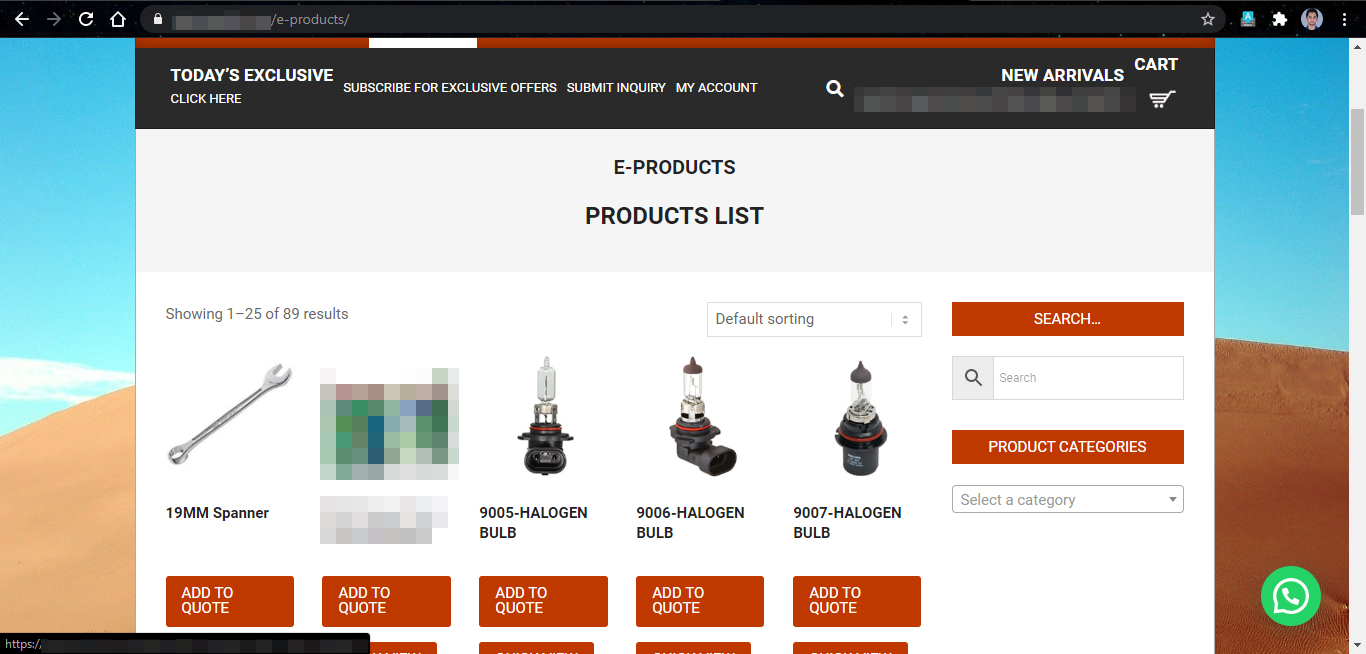 /e-products/
TODAY'S EXCLUSIVE
CLICK HERE
SUBSCRIBE FOR EXCLUSIVE OFFERS
SUBMIT INQUIRY
MY ACCOUNT
NEW ARRIVALS
CART
E-PRODUCTS
PRODUCTS LIST
Showing 1–25 of 89 results
Default sorting
SEARCH...
Search
PRODUCT CATEGORIES
Select a category
19MM Spanner
9005-HALOGEN
BULB
9006-HALOGEN
BULB
9007-HALOGEN
BULB
ADD TO
QUOTE
ADD TO
QUOTE
ADD TO
QUOTE
ADD TO
QUOTE
ADD TO
QUOTE
https:/